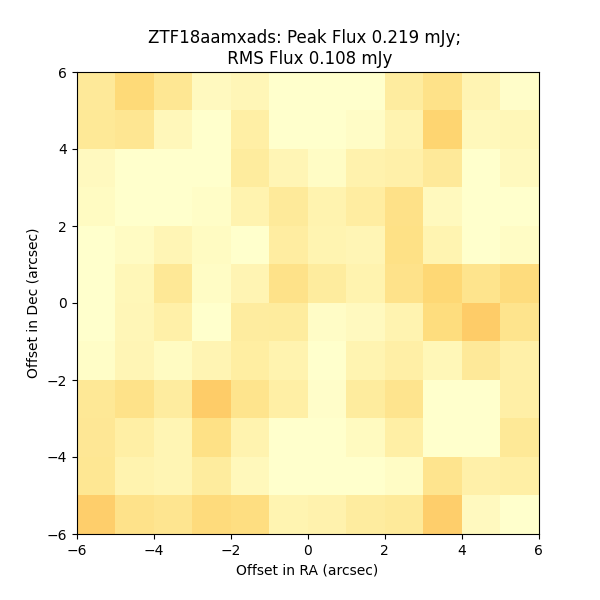 ZTF18aamxads: Peak Flux 0.219 mJy;
RMS Flux 0.108 mJy
6
4
2
0
−2
−4
−6
Offset in Dec (arcsec)
−6 −4 −2 0 2 4 6
Offset in RA (arcsec)